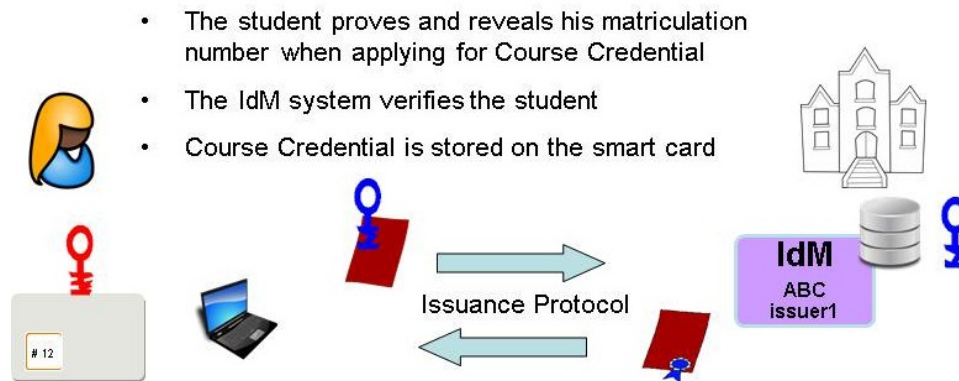 • The student proves and reveals his matriculation
number when applying for Course Credential
• The IdM system verifies the student
• Course Credential is stored on the smart card
IdM
ABC
issuer1
Issuance Protocol
# 12